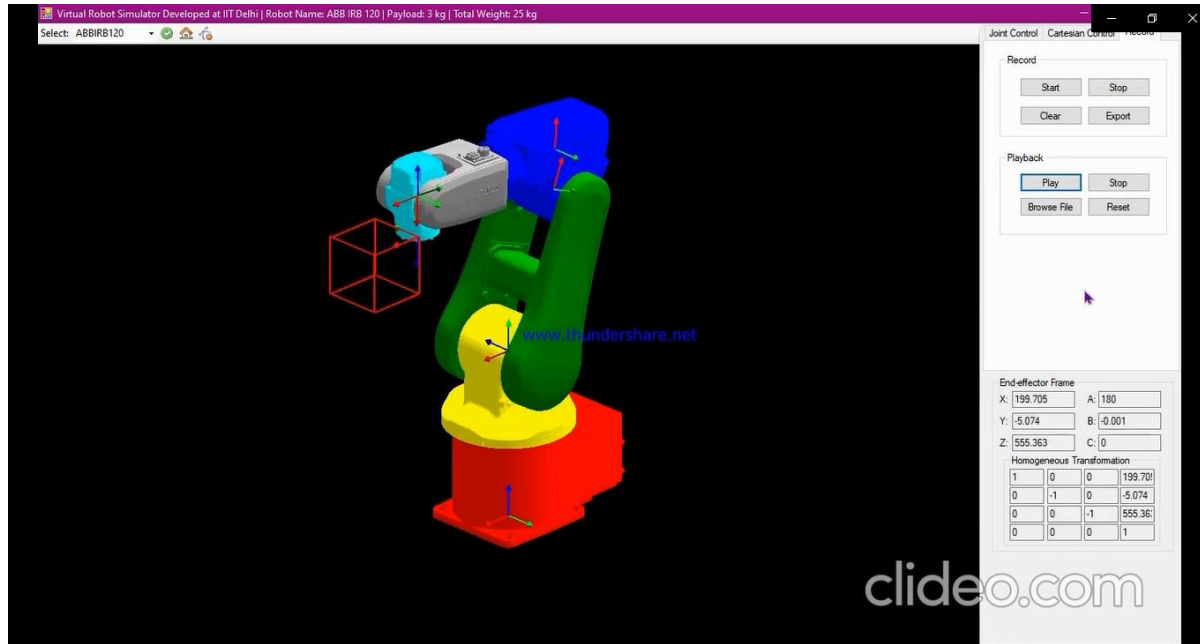 Virtual Robot Simulator Developed at IIT Delhi | Robot Name: ABB IRB 120 | Payload: 3 kg | Total Weight: 25 kg
Select: ABBIRB120
Joint Control Cartesian Control Record
Record
Start Stop
Clear Export
Playback
Play Stop
Browse File Reset
www.thundershare.net
End-effector Frame
X: 199.705 A: 180
Y: -5.074 B: -0.001
Z: 555.363 C: 0
Homogeneous Transformation
1 0 0 199.70
0 -1 0 -5.074
0 0 -1 555.36
0 0 0 1
clideo.com